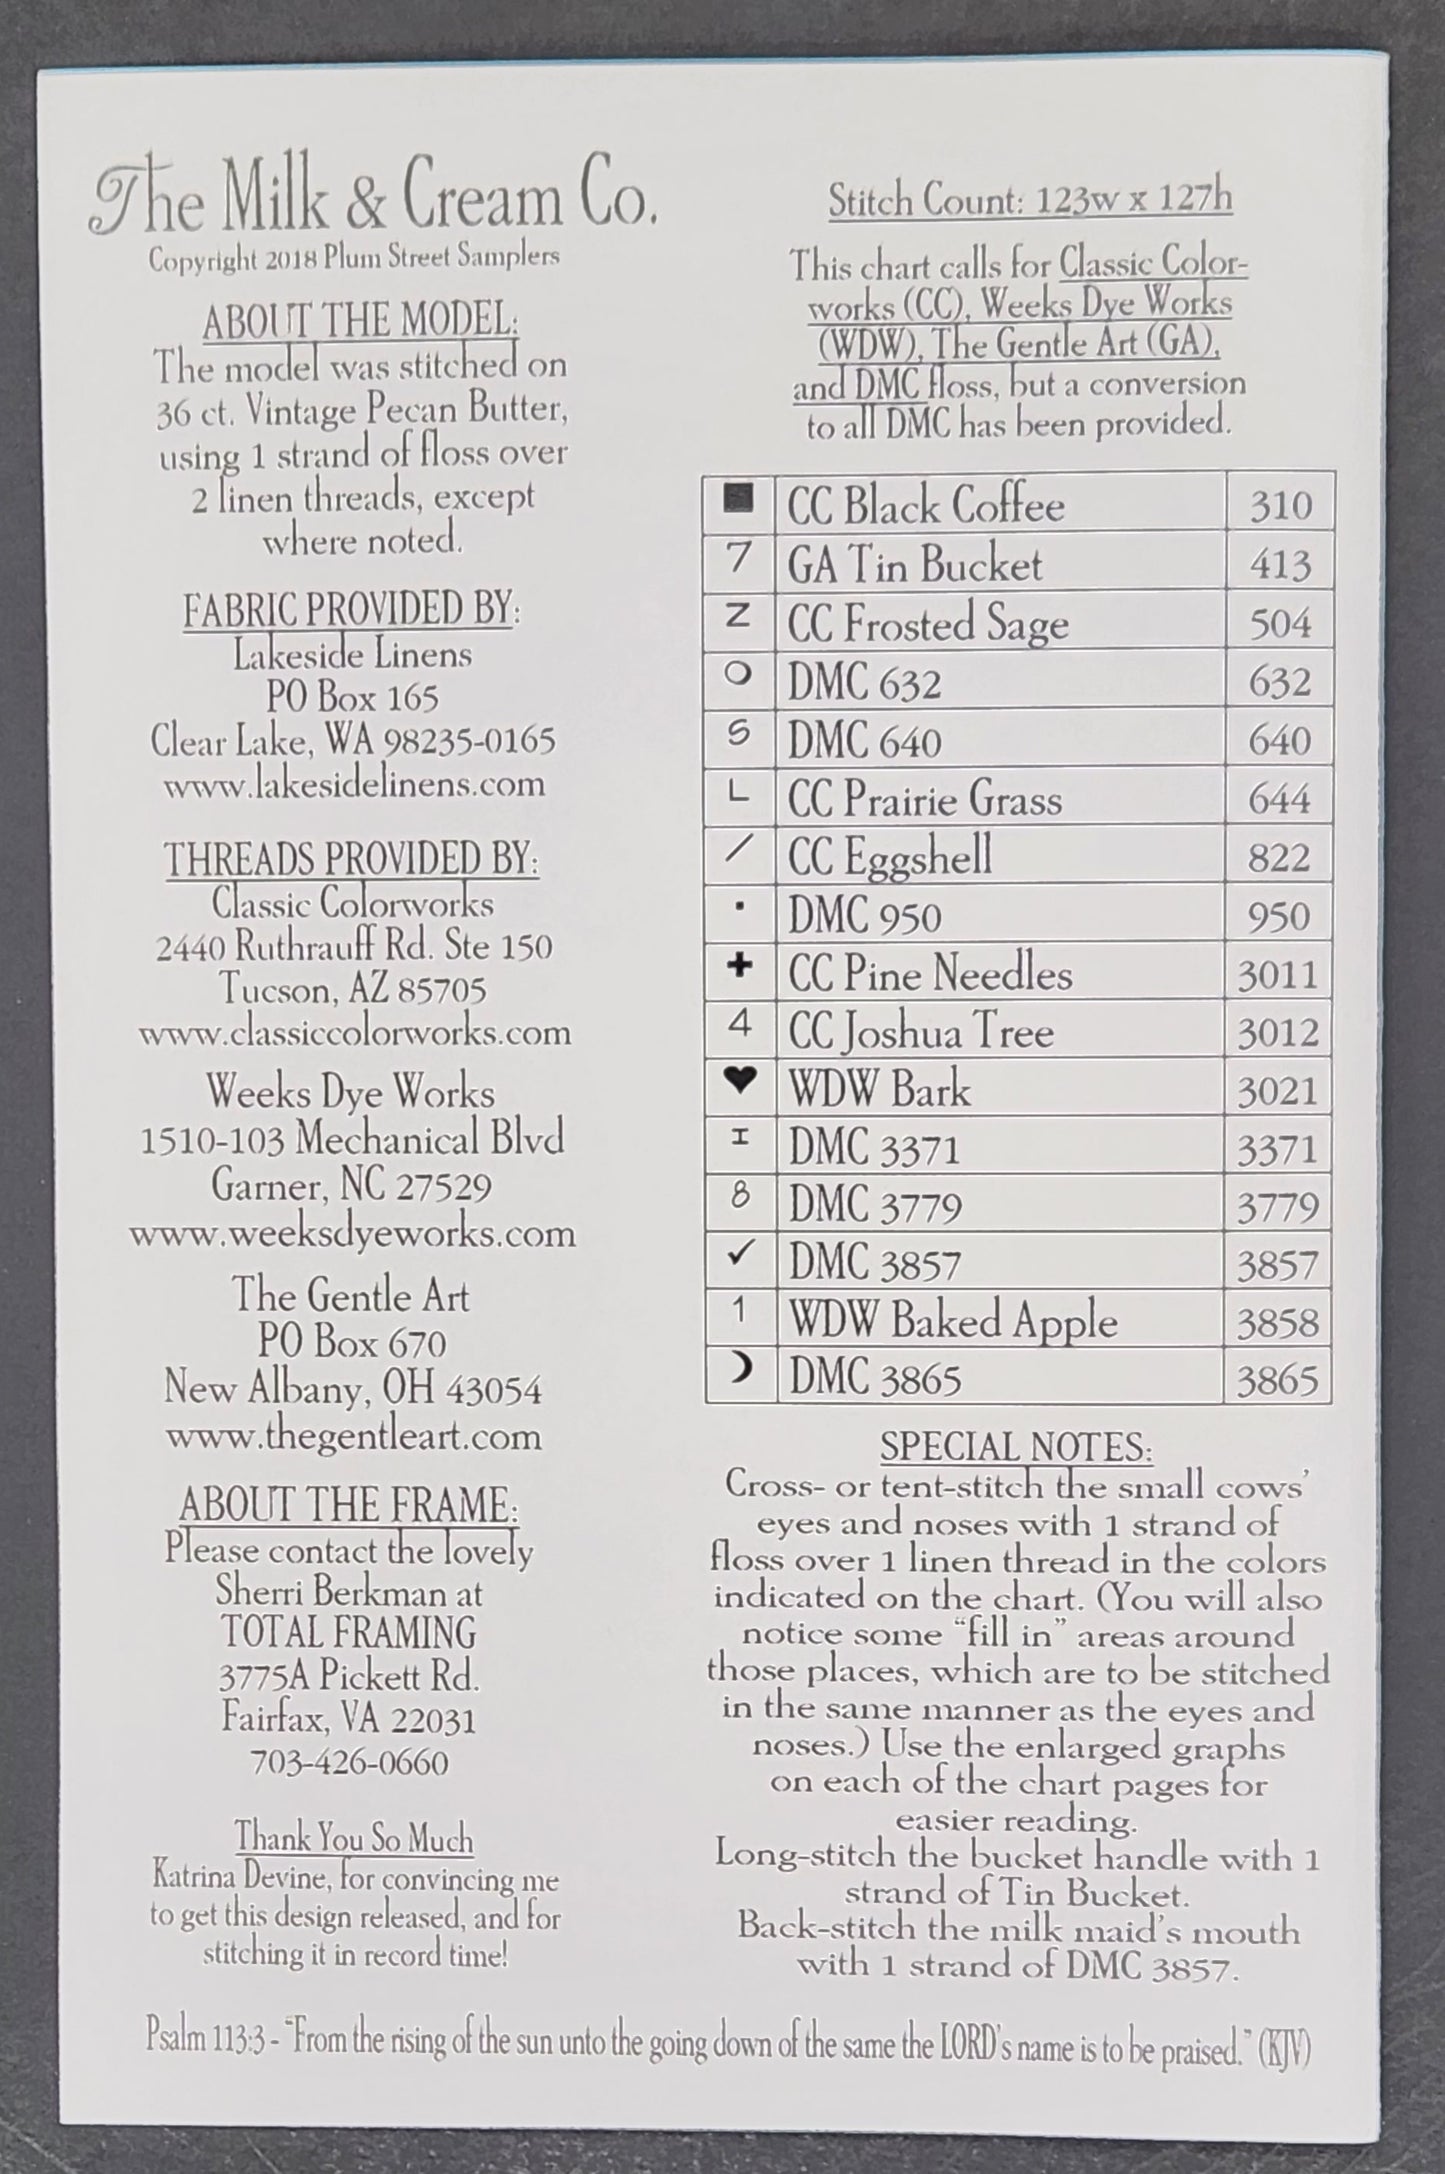 The Milk & Cream Co.
Copyright 2018 Plum Street Samplers
ABOUT THE MODEL:
The model was stitched on
36 ct. Vintage Pecan Butter,
using 1 strand of floss over
2 linen threads, except
where noted.
FABRIC PROVIDED BY:
Lakeside Linens
PO Box 165
Clear Lake, WA 98235-0165
www.lakesidelinens.com
THREADS PROVIDED BY:
Classic Colorworks
2440 Ruthrauff Rd. Ste 150
Tucson, AZ 85705
www.classiccolorworks.com
Weeks Dye Works
1510-103 Mechanical Blvd
Garner, NC 27529
www.weeksdyeworks.com
The Gentle Art
PO Box 670
New Albany, OH 43054
www.thegentleart.com
ABOUT THE FRAME:
Please contact the lovely
Sherri Berkman at
TOTAL FRAMING
3775A Pickett Rd.
Fairfax, VA 22031
703-426-0660
Thank You So Much
Katrina Devine, for convincing me
to get this design released, and for
stitching it in record time!
Stitch Count: 123w x 127h
This chart calls for Classic Color-
works (CC), Weeks Dye Works
(WDW), The Gentle Art (GA),
and DMC floss, but a conversion
to all DMC has been provided.
■ CC Black Coffee 310
7 GA Tin Bucket 413
Z CC Frosted Sage 504
O DMC 632 632
S DMC 640 640
L CC Prairie Grass 644
/ CC Eggshell 822
▪ DMC 950 950
✚ CC Pine Needles 3011
4 CC Joshua Tree 3012
♥ WDW Bark 3021
I DMC 3371 3371
8 DMC 3779 3779
✓ DMC 3857 3857
1 WDW Baked Apple 3858
☽ DMC 3865 3865
SPECIAL NOTES:
Cross- or tent-stitch the small cows'
eyes and noses with 1 strand of
floss over 1 linen thread in the colors
indicated on the chart. (You will also
notice some "fill in" areas around
those places, which are to be stitched
in the same manner as the eyes and
noses.) Use the enlarged graphs
on each of the chart pages for
easier reading.
Long-stitch the bucket handle with 1
strand of Tin Bucket.
Back-stitch the milk maid's mouth
with 1 strand of DMC 3857.
Psalm 113:3 - "From the rising of the sun unto the going down of the same the LORD's name is to be praised." (KJV)